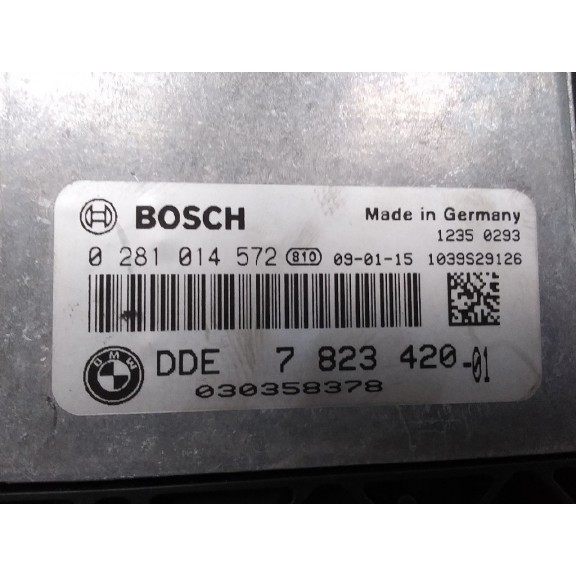 BOSCH Made in Germany
1235 0293
0 281 014 572 810 09-01-15 1039S29126
BMW DDE 7 823 420-01
030358378